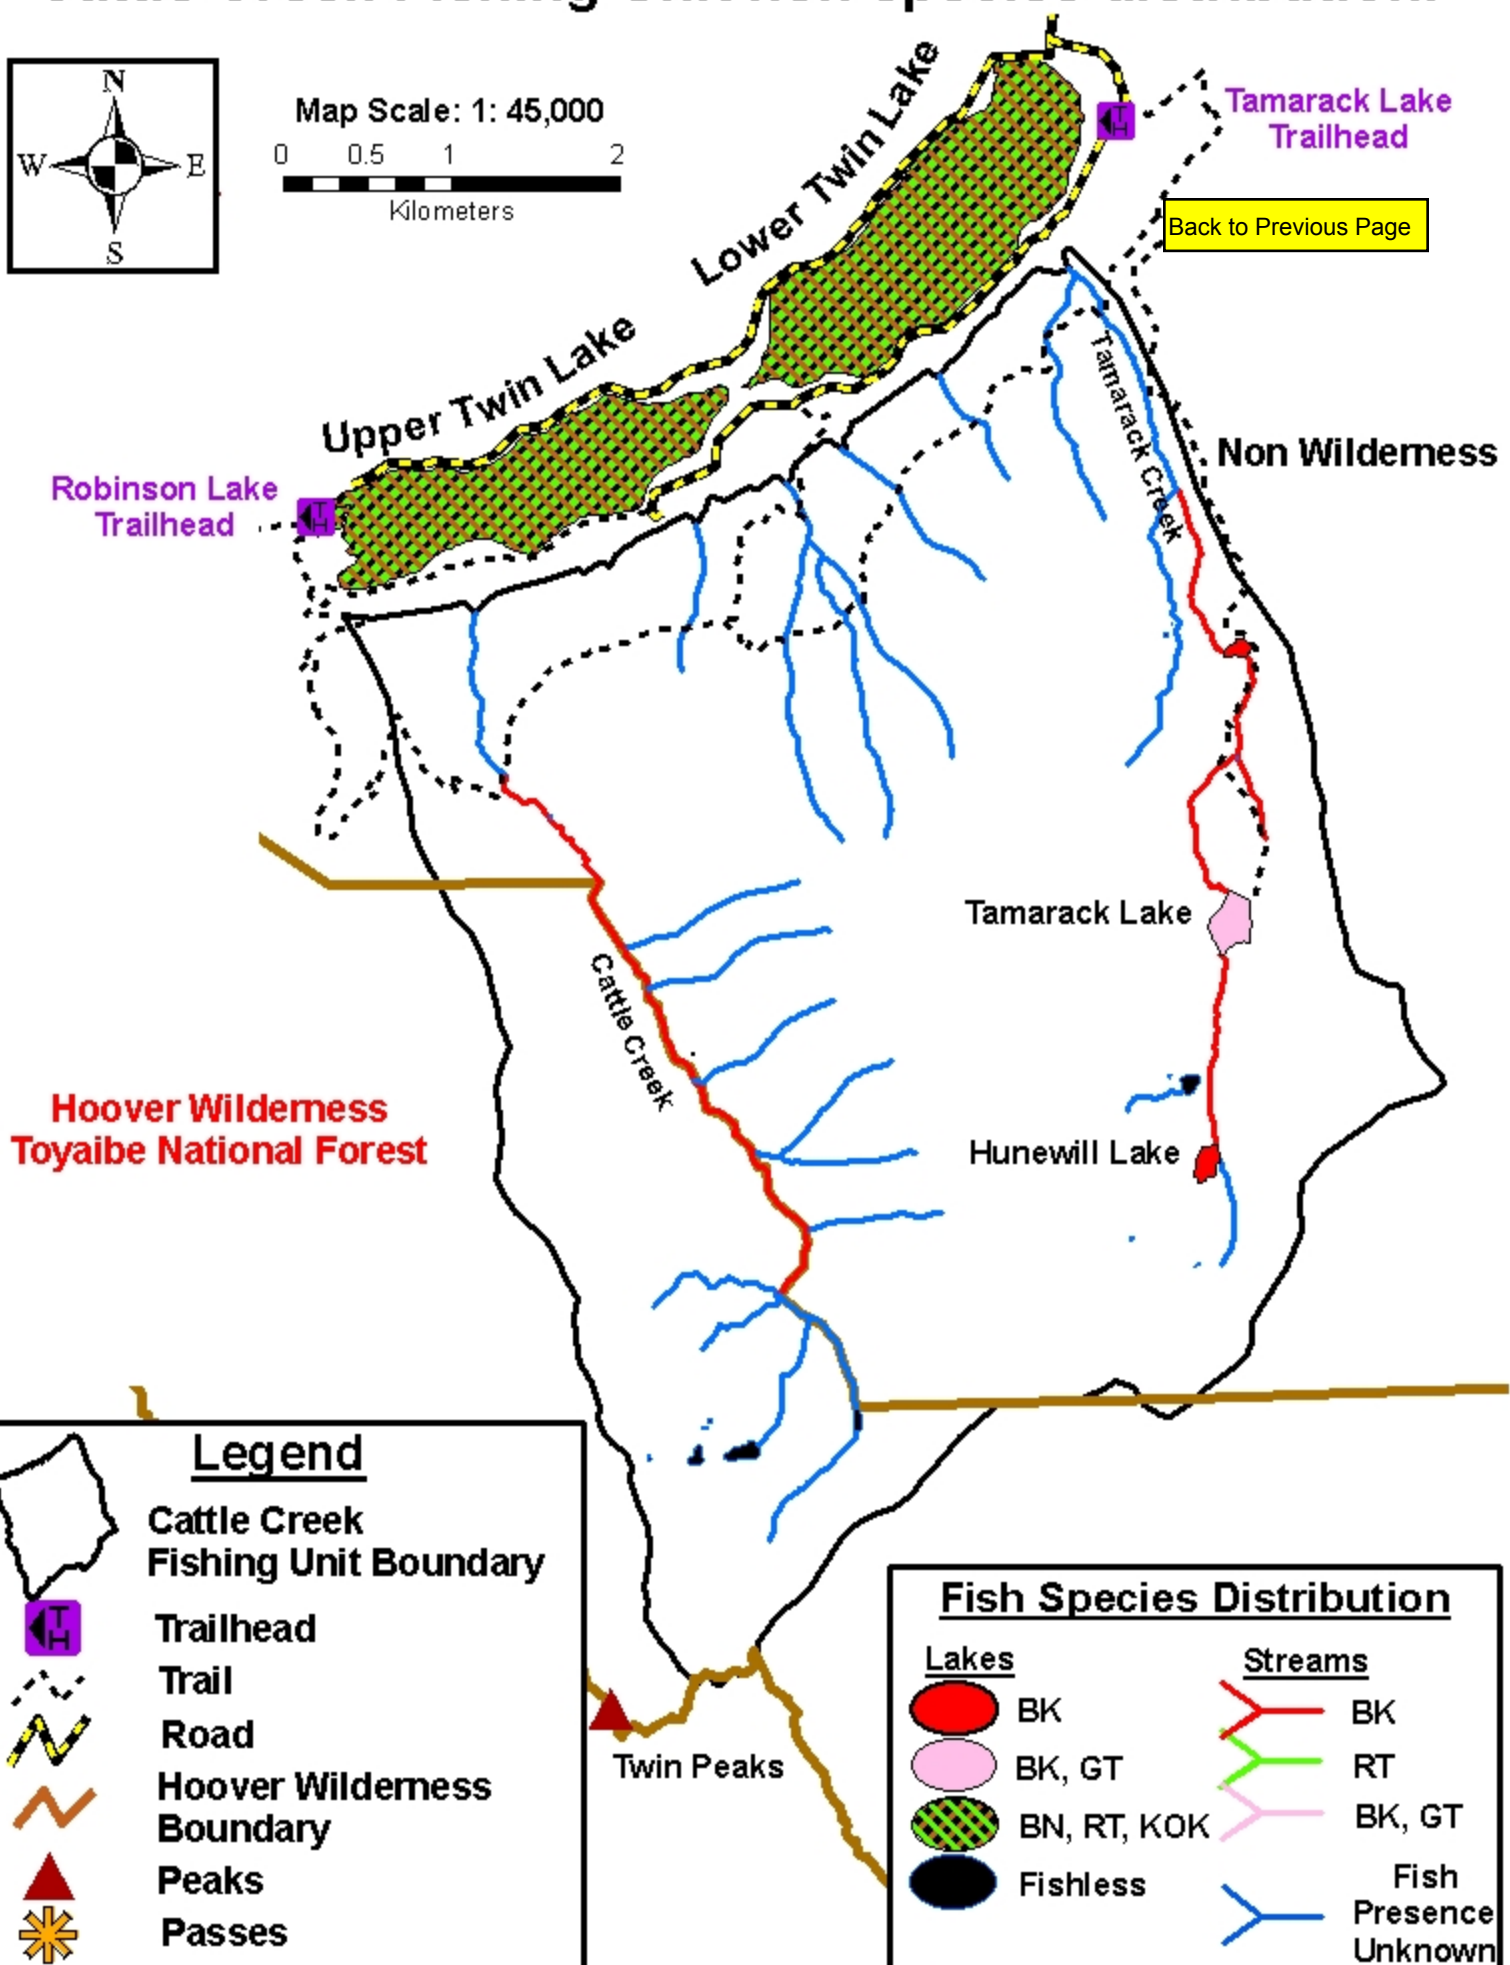 N
W E
S
Map Scale: 1: 45,000
0 0.5 1 2
Kilometers
Lower Twin Lake
Upper Twin Lake
Tamarack Lake
Trailhead
Back to Previous Page
Robinson Lake
Trailhead
TH
TH
Non Wilderness
Tamarack Creek
Tamarack Lake
Cattle Creek
Hunewill Lake
Hoover Wilderness
Toyaibe National Forest
Twin Peaks
Legend
Cattle Creek
Fishing Unit Boundary
TH
Trailhead
Trail
Road
Hoover Wilderness
Boundary
Peaks
Passes
Fish Species Distribution
Lakes Streams
BK BK
BK, GT RT
BN, RT, KOK BK, GT
Fishless Fish
Presence
Unknown